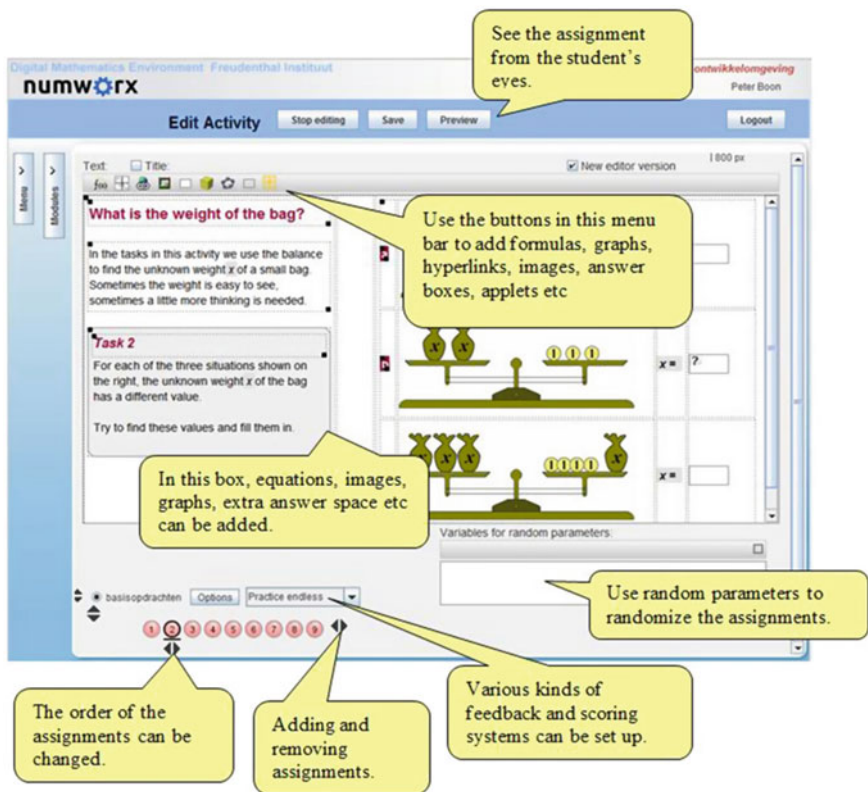 See the assignment
from the student's
eyes.
Digital Mathematics Environment Freudenthal Instituut
ontwikkelomgeving
numworx
Peter Boon
Edit Activity
Stop editing
Save
Preview
Logout
Menu
Modules
Text:
Title:
New editor version
800 px
f(x)
What is the weight of the bag?
In the tasks in this activity we use the balance
to find the unknown weight x of a small bag.
Sometimes the weight is easy to see,
sometimes a little more thinking is needed.
Use the buttons in this menu
bar to add formulas, graphs,
hyperlinks, images, answer
boxes, applets etc
Task 2
For each of the three situations shown on
the right, the unknown weight x of the bag
has a different value.
Try to find these values and fill them in.
x x 1 1 1
x = ?
x x x 1 1 1 1 x
x =
In this box, equations, images,
graphs, extra answer space etc
can be added.
Variables for random parameters:
Use random parameters to
randomize the assignments.
basisopdrachten
Options
Practice endless
1 2 3 4 5 6 7 8 9
The order of the
assignments can be
changed.
Adding and
removing
assignments.
Various kinds of
feedback and scoring
systems can be set up.